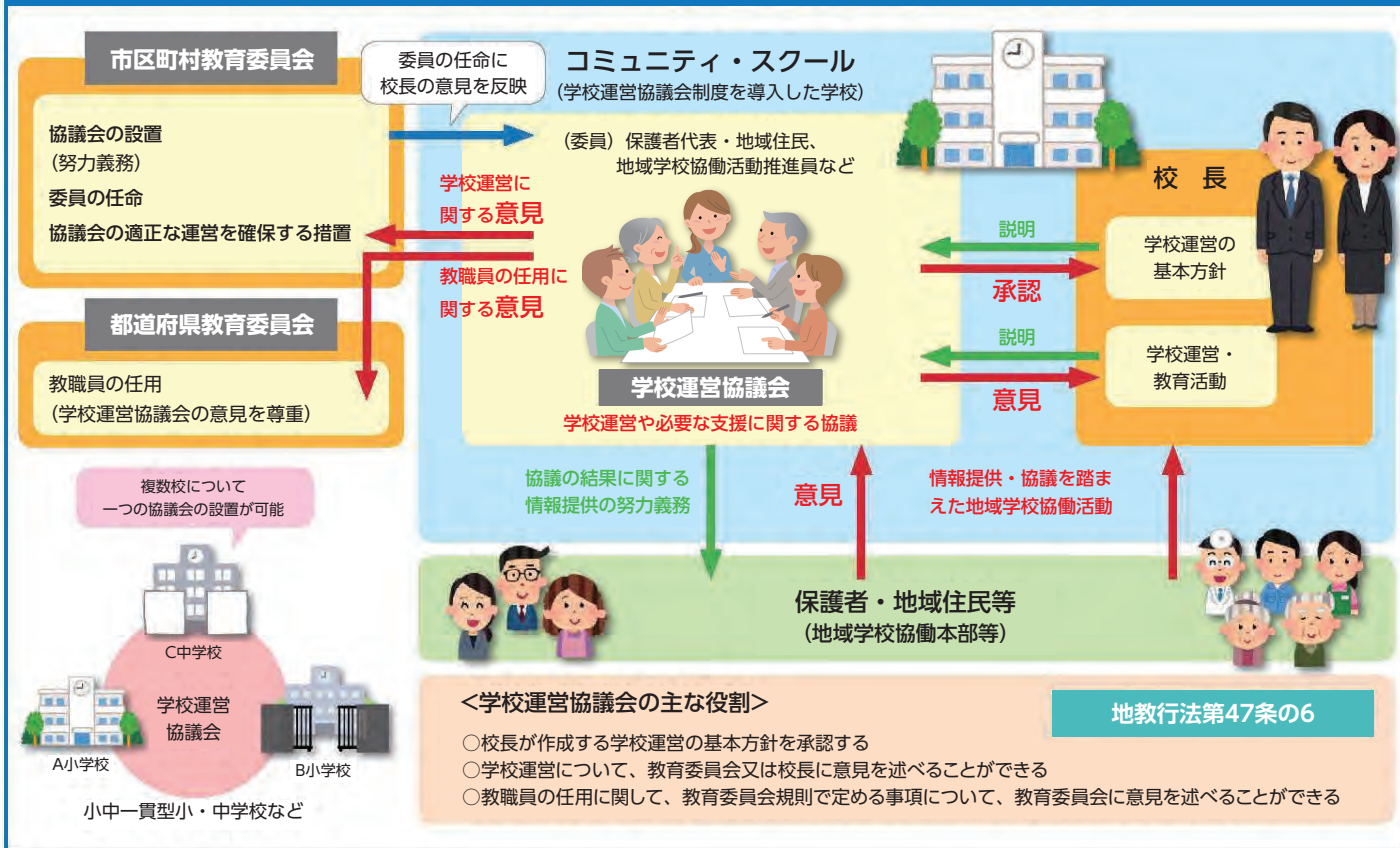 市区町村教育委員会
協議会の設置
(努力義務)
委員の任命
協議会の適正な運営を確保する措置
委員の任命に
校長の意見を反映
コミュニティ・スクール
(学校運営協議会制度を導入した学校)
(委員) 保護者代表・地域住民、
地域学校協働活動推進員など
学校運営に
関する意見
教職員の任用に
関する意見
学校運営協議会
学校運営や必要な支援に関する協議
校 長
説明
承認
学校運営の
基本方針
説明
意見
学校運営・
教育活動
都道府県教育委員会
教職員の任用
(学校運営協議会の意見を尊重)
協議の結果に関する
情報提供の努力義務
意見
情報提供・協議を踏ま
えた地域学校協働活動
保護者・地域住民等
(地域学校協働本部等)
複数校について
一つの協議会の設置が可能
C中学校
学校運営
協議会
A小学校
B小学校
小中一貫型小・中学校など
<学校運営協議会の主な役割>
地教行法第47条の6
○校長が作成する学校運営の基本方針を承認する
○学校運営について、教育委員会又は校長に意見を述べることができる
○教職員の任用に関して、教育委員会規則で定める事項について、教育委員会に意見を述べることができる